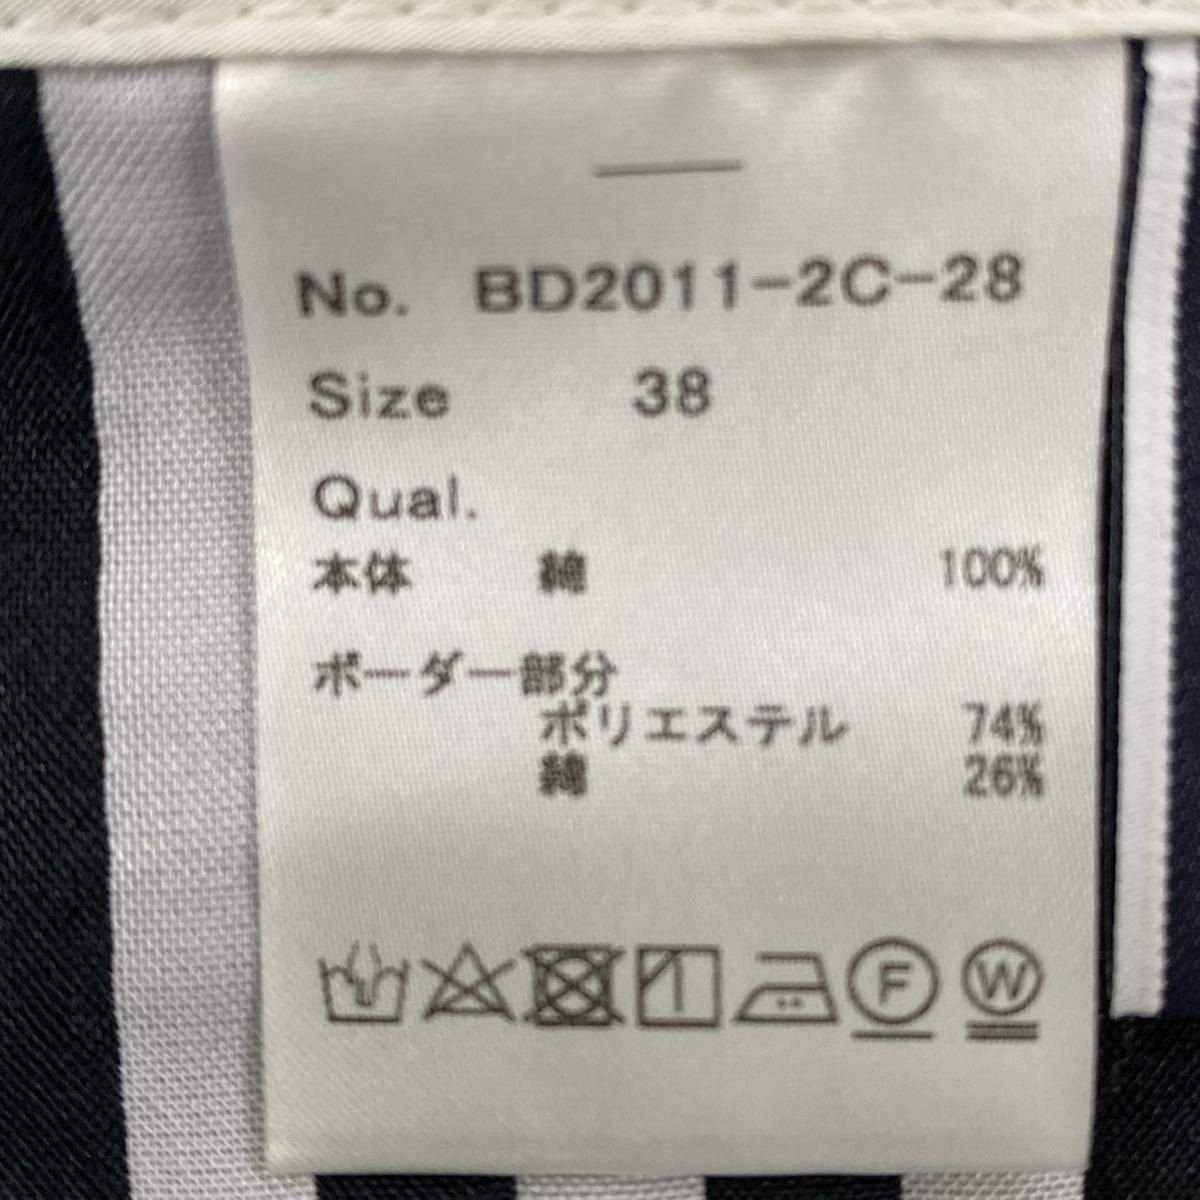 No. BD2011-2C-28
Size 38
Qual.
本体 綿 100%
ボーダー部分
ポリエステル 74%
綿 26%
F W